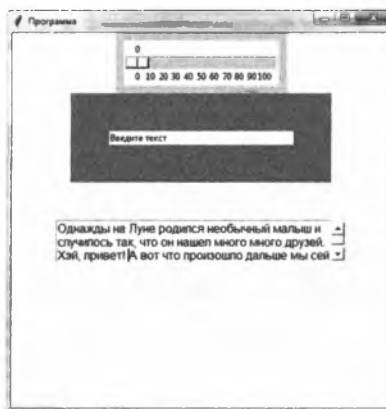 Программа
0
0 10 20 30 40 50 60 70 80 90 100
Введите текст
Однажды на Луне родился необычный малыш и
случилось так, что он нашел много много друзей.
Хэй, привет! А вот что произошло дальше мы сей